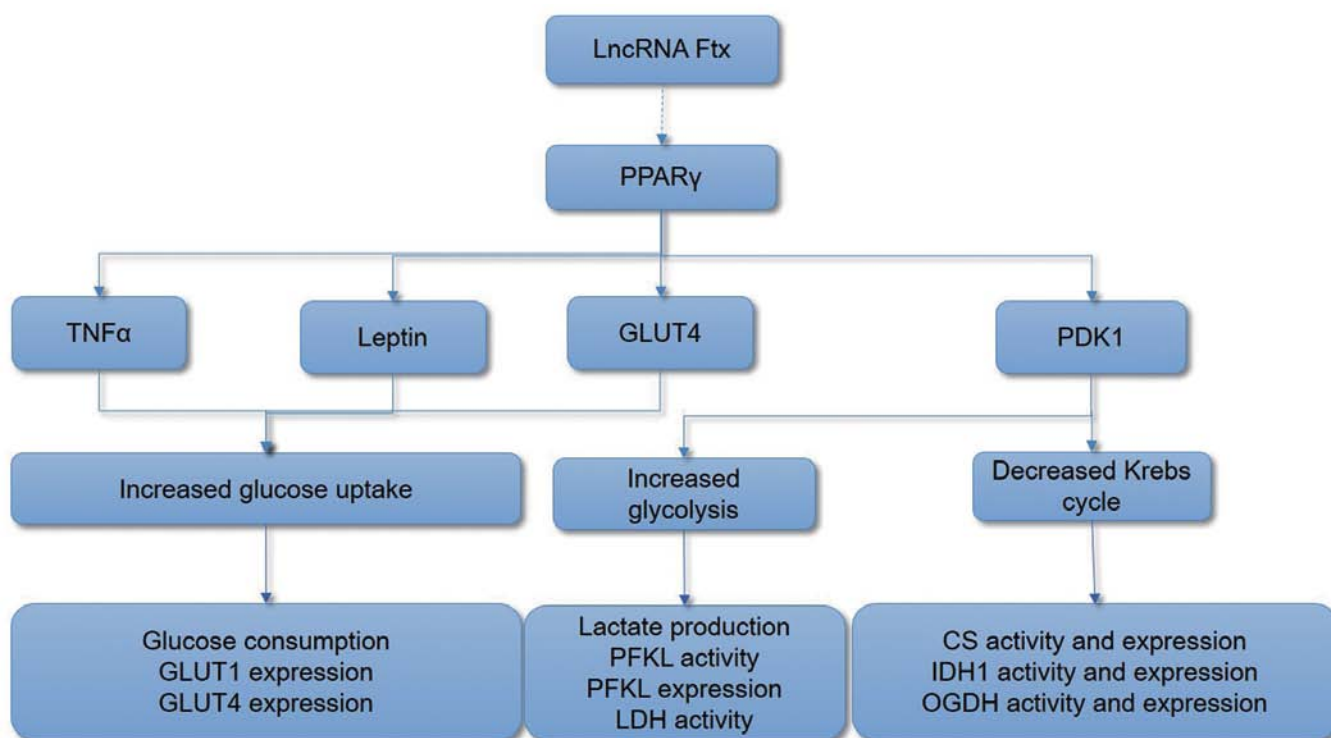 LncRNA Ftx
PPARγ
TNFα
Leptin
GLUT4
PDK1
Increased glucose uptake
Increased
glycolysis
Decreased Krebs
cycle
Glucose consumption
GLUT1 expression
GLUT4 expression
Lactate production
PFKL activity
PFKL expression
LDH activity
CS activity and expression
IDH1 activity and expression
OGDH activity and expression